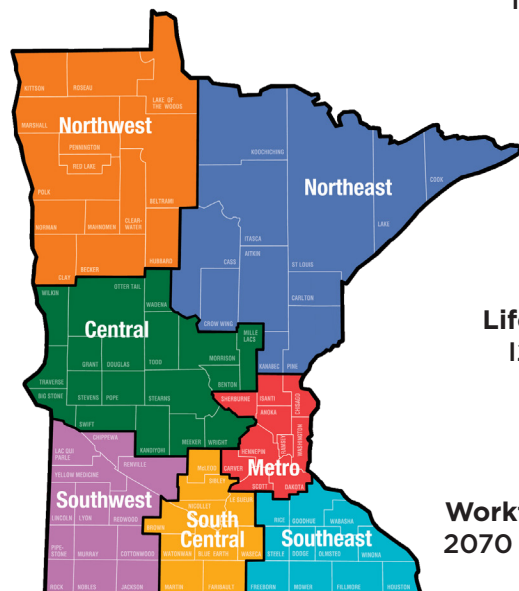 KITTSON
ROSEAU
LAKE OF
THE WOODS
MARSHALL
Northwest
PENNINGTON
RED LAKE
POLK
BELTRAMI
NORMAN
MAHNOMEN
CLEAR-
WATER
CLAY
BECKER
HUBBARD
KOOCHICHING
COOK
Northeast
LAKE
ITASCA
AITKIN
CASS
ST LOUIS
CARLTON
CROW WING
KANABEC
PINE
WILKIN
OTTER TAIL
WADENA
Central
MILLE
LACS
GRANT
DOUGLAS
TODD
MORRISON
TRAVERSE
BENTON
BIG STONE
STEVENS
POPE
STEARNS
SWIFT
KANDIYOHI
MEEKER
WRIGHT
SHERBURNE
ISANTI
CHISAGO
ANOKA
WASHINGTON
RAMSEY
HENNEPIN
CARVER
Metro
SCOTT
DAKOTA
CHIPPEWA
LAC QUI
PARLE
RENVILLE
YELLOW MEDICINE
Southwest
LINCOLN
LYON
REDWOOD
PIPE-
STONE
MURRAY
COTTONWOOD
ROCK
NOBLES
JACKSON
McLEOD
SIBLEY
NICOLLET
LE SUEUR
BROWN
South
Central
WATONWAN
BLUE EARTH
WASECA
MARTIN
FARIBAULT
RICE
GOODHUE
WABASHA
Southeast
STEELE
DODGE
OLMSTED
WINONA
FREEBORN
MOWER
FILLMORE
HOUSTON
Life
Workf
2070